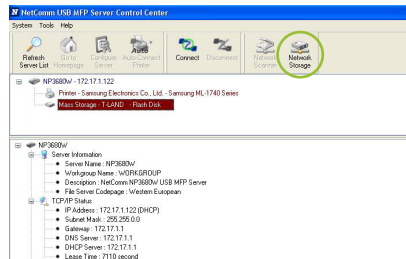 NetComm USB MFP Server Control Center
System Tools Help
Refresh Server List
Go to Homepage
Configure Server
Auto
Auto-Connect Printer
Connect
Disconnect
Network Scanner
Network Storage
NP3680W - 172.17.1.122
Printer - Samsung Electronics Co., Ltd. - Samsung ML-1740 Series
Mass Storage - T-LAND - Flash Disk
NP3680W
Server Information
Server Name : NP3680W
Workgroup Name : WORKGROUP
Description : NetComm NP3680W USB MFP Server
File Server Codepage : Western European
TCP/IP Status
IP Address : 172.17.1.122 (DHCP)
Subnet Mask : 255.255.0.0
Gateway : 172.17.1.1
DNS Server : 172.17.1.1
DHCP Server : 172.17.1.1
Lease Time : 7110 second